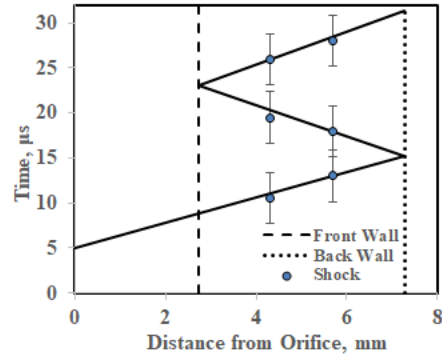 30
25
20
15
10
5
0
Time, μs
Front Wall
Back Wall
Shock
0 2 4 6 8
Distance from Orifice, mm